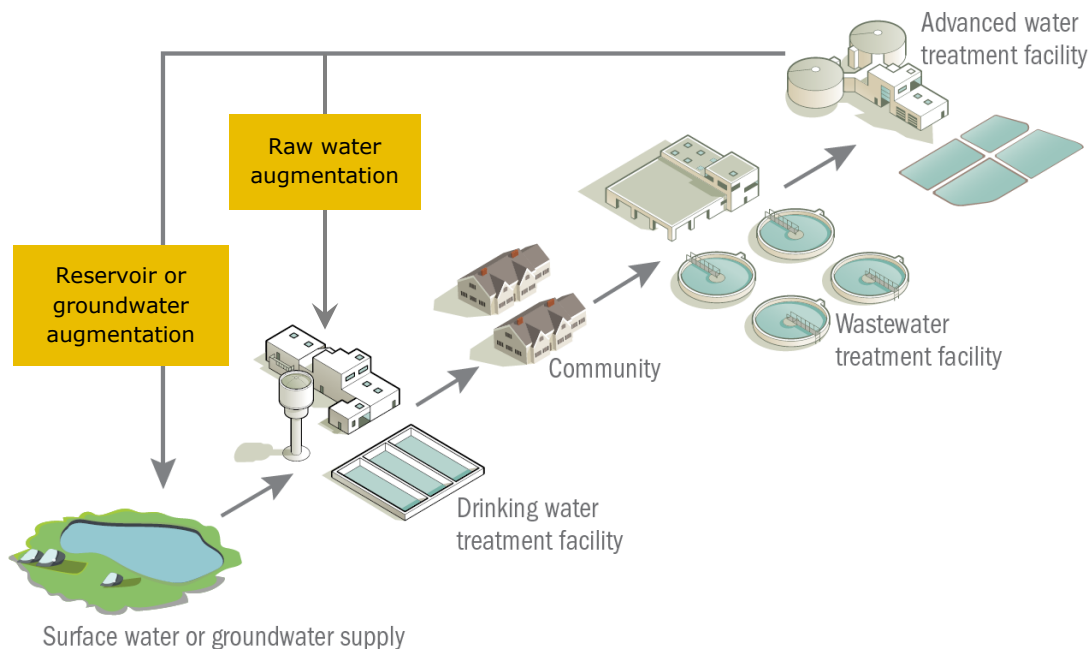 Advanced water
treatment facility
Raw water
augmentation
Reservoir or
groundwater
augmentation
Wastewater
treatment facility
Community
Drinking water
treatment facility
Surface water or groundwater supply